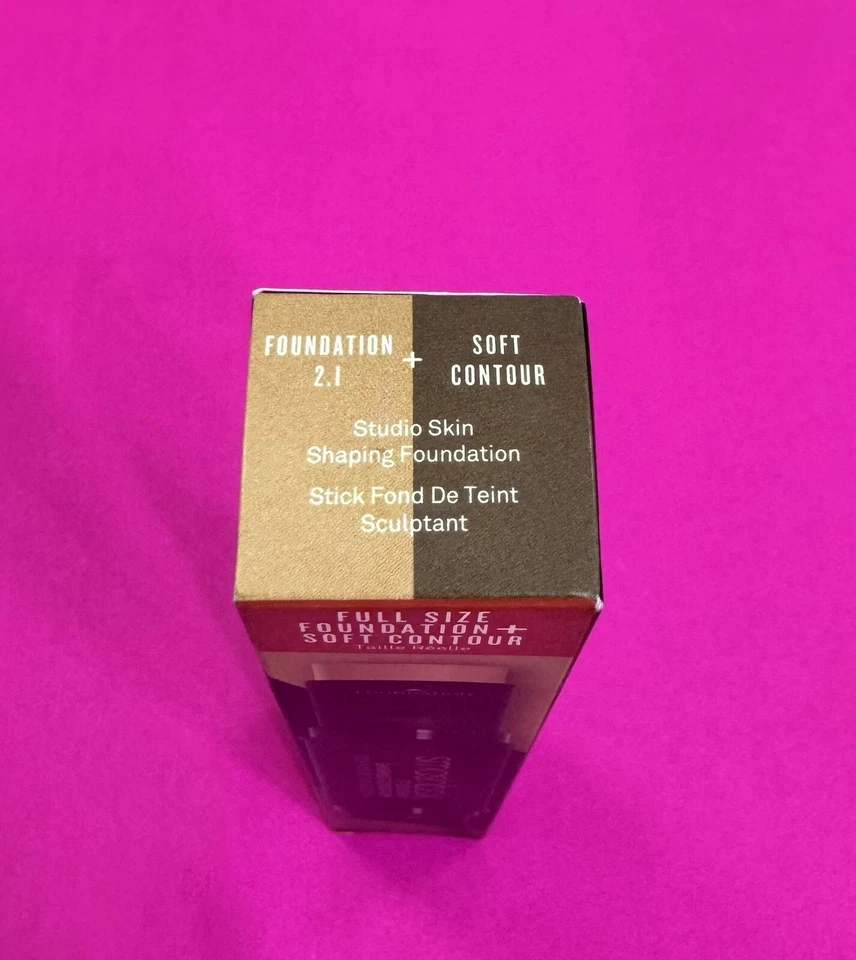 FOUNDATION + SOFT
2.1 CONTOUR
Studio Skin
Shaping Foundation
Stick Fond De Teint
Sculptant
FULL SIZE
FOUNDATION +
SOFT CONTOUR
Taille Réelle
FOUNDATION